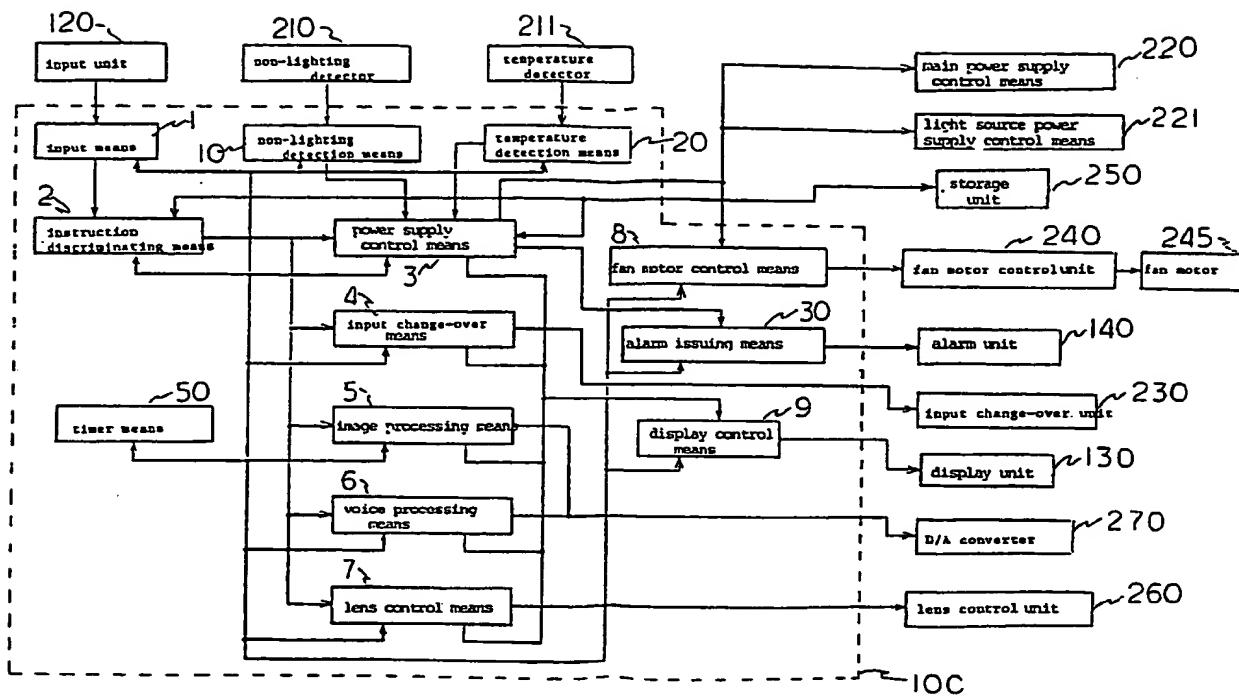 120
210
211
input unit
non-lighting
detector
temperature
detector
main power supply
control means
220
1
input means
10
non-lighting
detection means
temperature
detection means
20
light source power
supply control means
221
storage
unit
250
2
instruction
discriminating means
power supply
control means
3
8
fan motor control means
240
fan motor control unit
245
fan motor
4
input change-over
means
30
alarm issuing means
alarm unit
140
50
timer means
5
image processing means
9
display control
means
input change-over unit
230
display unit
130
6
voice processing
means
D/A converter
270
7
lens control means
lens control unit
260
10C